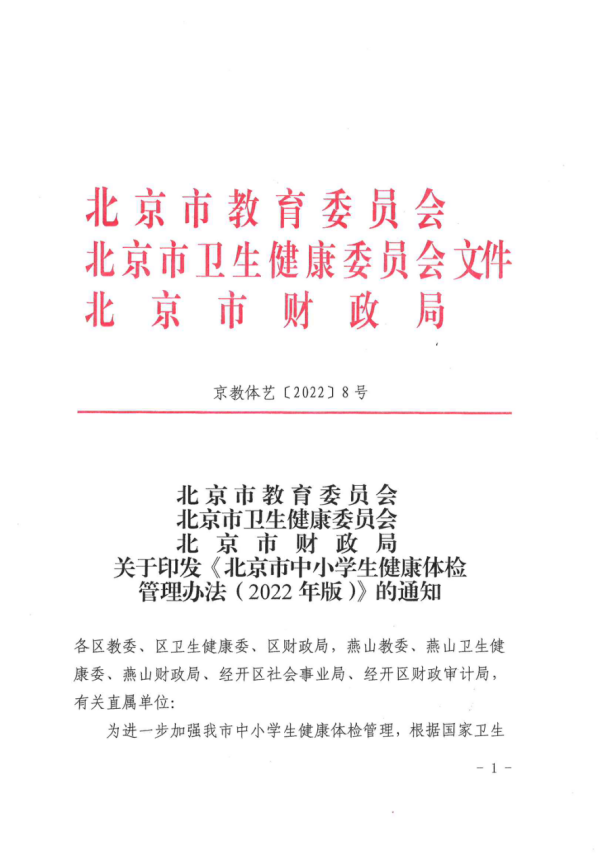 北京市教育委员会
北京市卫生健康委员会文件
北京市财政局
京教体艺〔2022〕8号
北京市教育委员会
北京市卫生健康委员会
北京市财政局
关于印发《北京市中小学生健康体检
管理办法（2022年版）》的通知
各区教委、区卫生健康委、区财政局，燕山教委、燕山卫生健
康委、燕山财政局、经开区社会事业局、经开区财政审计局，
有关直属单位：
为进一步加强我市中小学生健康体检管理，根据国家卫生
- 1 -